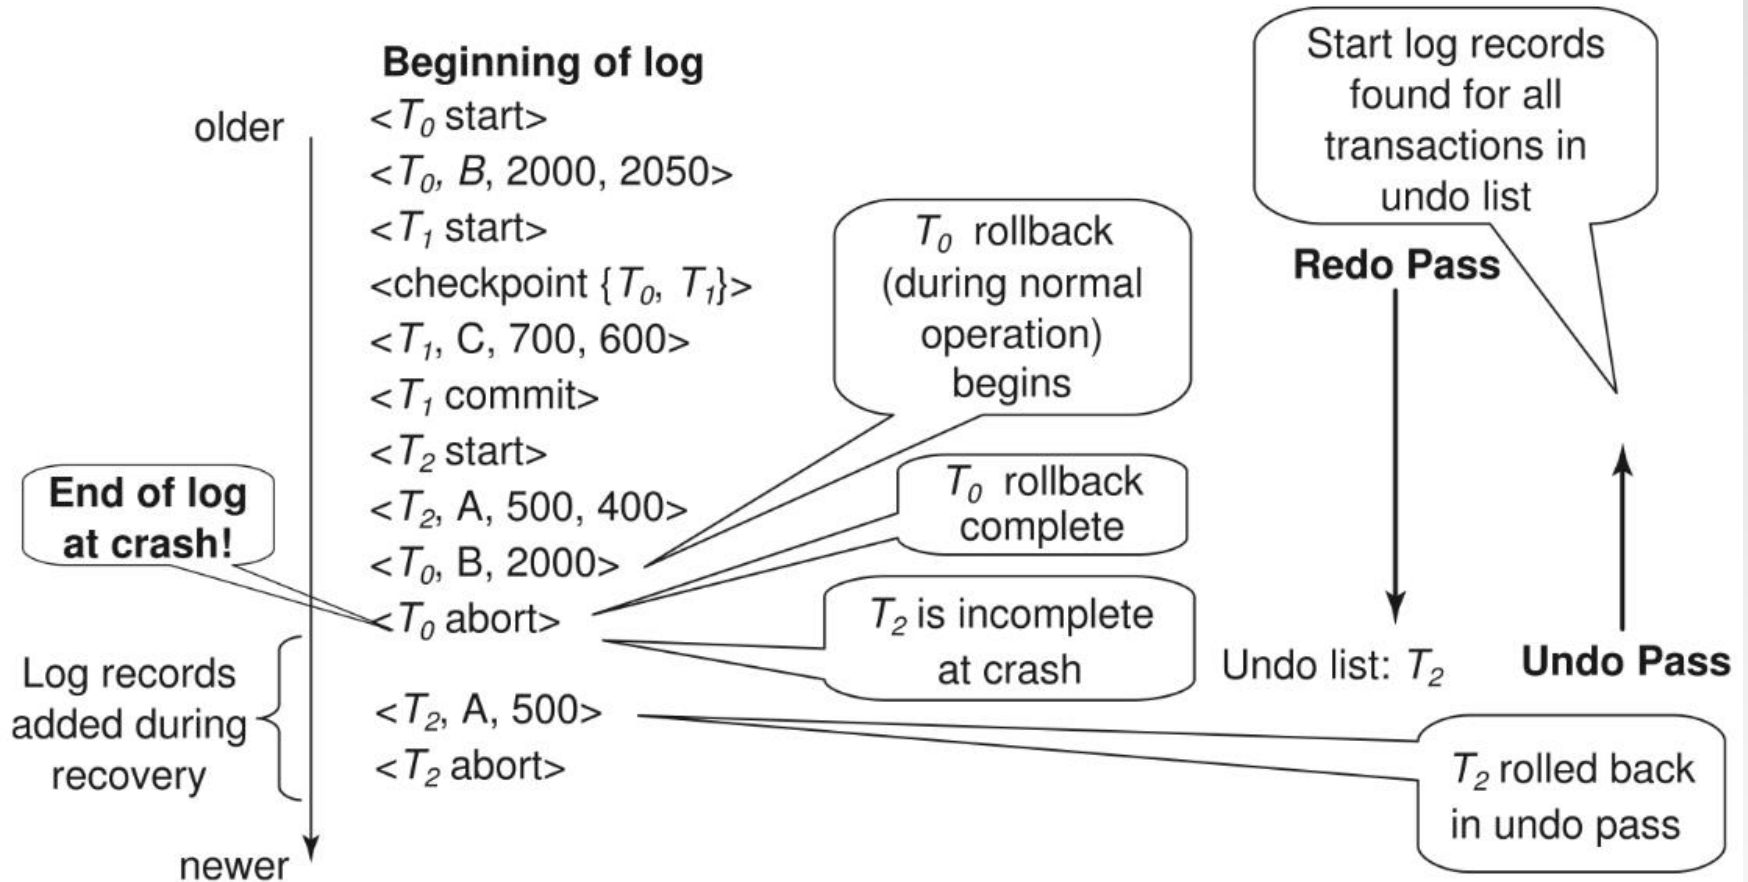 Beginning of log
older
<T0 start>
<T0, B, 2000, 2050>
<T1 start>
<checkpoint {T0, T1}>
<T1, C, 700, 600>
<T1 commit>
<T2 start>
<T2, A, 500, 400>
<T0, B, 2000>
<T0 abort>
<T2, A, 500>
<T2 abort>
newer
End of log
at crash!
Log records
added during
recovery
T0 rollback
(during normal
operation)
begins
T0 rollback
complete
T2 is incomplete
at crash
Start log records
found for all
transactions in
undo list
Redo Pass
Undo list: T2
Undo Pass
T2 rolled back
in undo pass